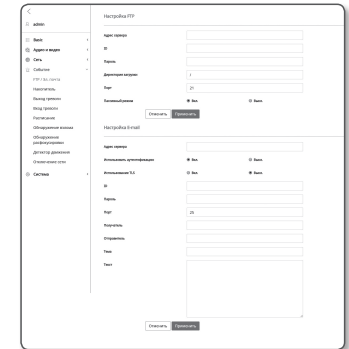 admin
Настройка FTP
Basic
Аудио и видео
Сеть
События
FTP / Эл. почта
Накопитель
Выход тревоги
Вход тревоги
Расписание
Обнаружение взлома
Обнаружение
расфокусировки
Детектор движения
Отключение сети
Система
Адрес сервера
ID
Пароль
Директория загрузки
/
Порт
21
Пассивный режим
Вкл.
Выкл.
Отменить
Применить
Настройка E-mail
Адрес сервера
Использовать аутентификацию
Вкл.
Выкл.
Использование TLS
Вкл.
Выкл.
ID
Пароль
Порт
25
Получатель
Отправитель
Тема
Текст
Отменить
Применить